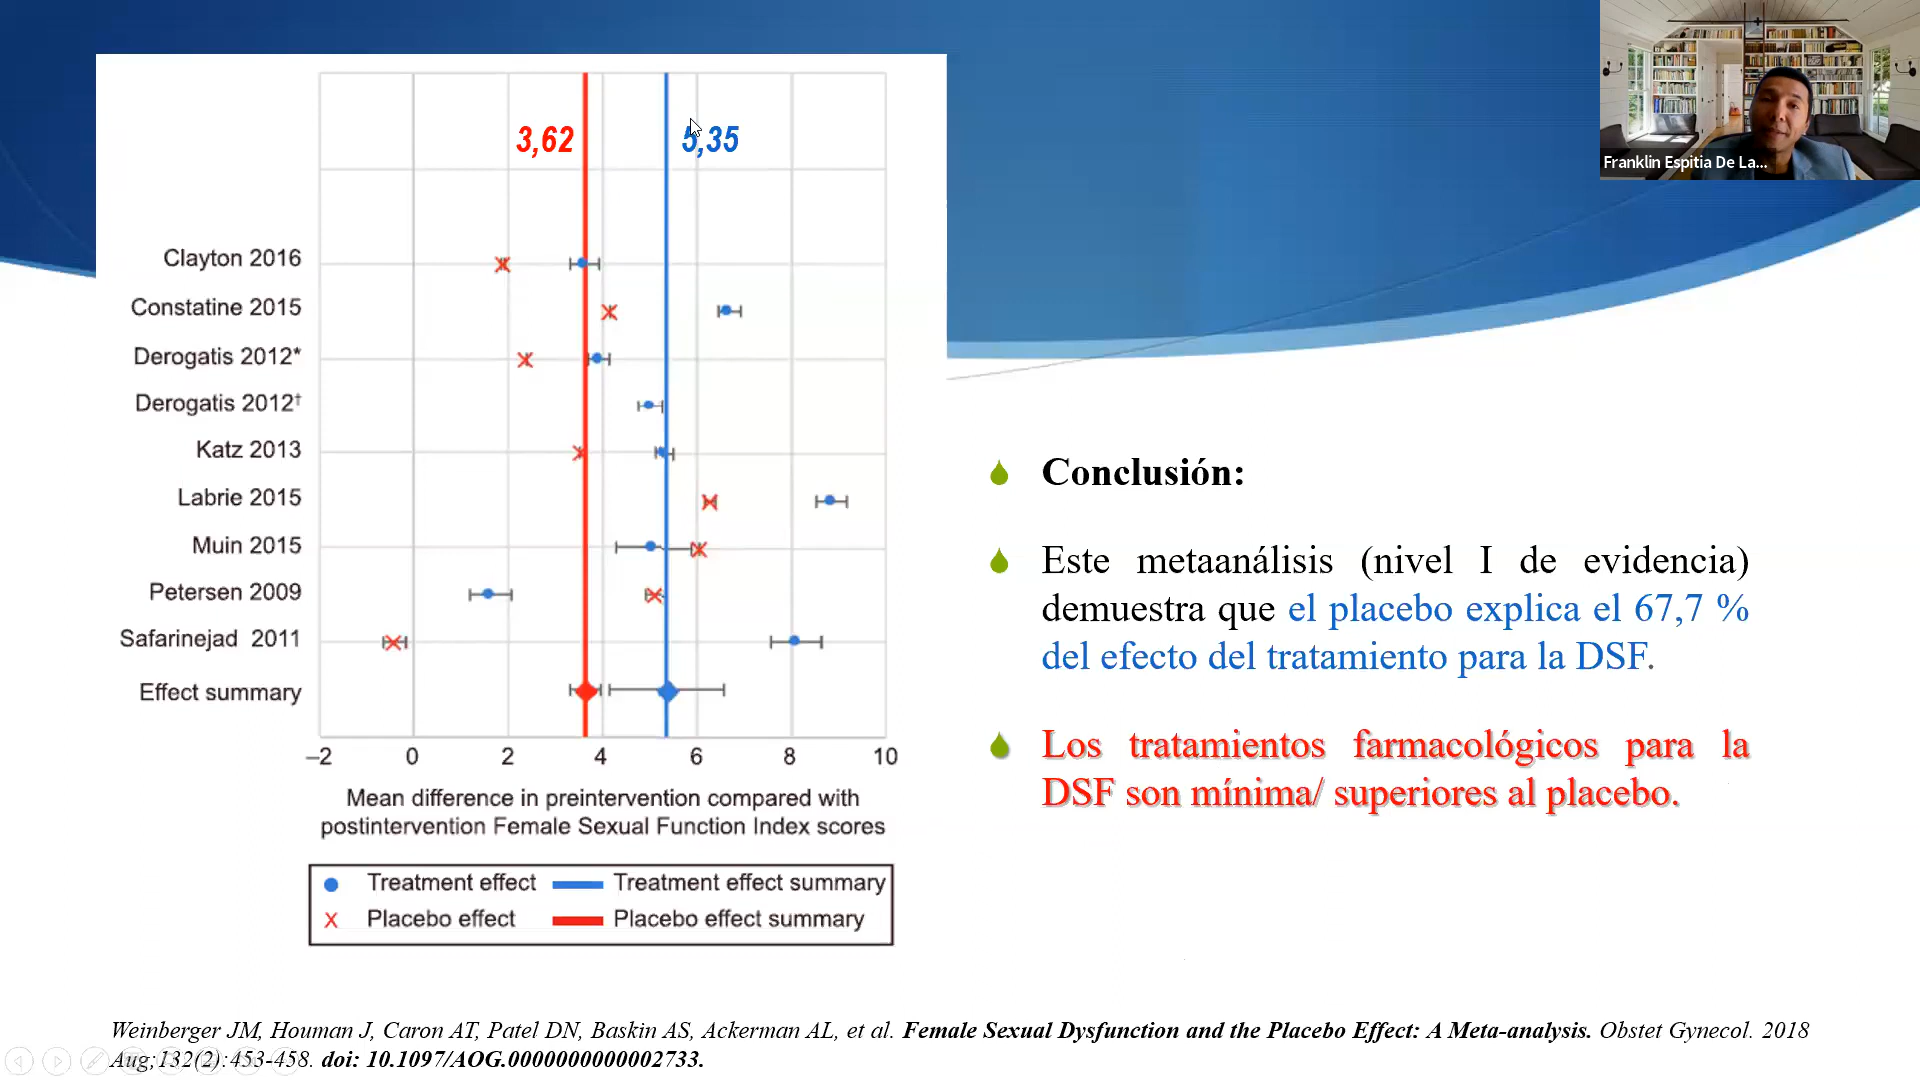 3,62
5,35
Franklin Espitia De La...
Clayton 2016
Constatine 2015
Derogatis 2012*
Derogatis 2012†
Katz 2013
Labrie 2015
Muin 2015
Petersen 2009
Safarinejad 2011
Effect summary
–2 0 2 4 6 8 10
Mean difference in preintervention compared with
postintervention Female Sexual Function Index scores
Treatment effect Treatment effect summary
Placebo effect Placebo effect summary
Conclusión:
Este metaanálisis (nivel I de evidencia)
demuestra que el placebo explica el 67,7 %
del efecto del tratamiento para la DSF.
Los tratamientos farmacológicos para la
DSF son mínima/ superiores al placebo.
Weinberger JM, Houman J, Caron AT, Patel DN, Baskin AS, Ackerman AL, et al. Female Sexual Dysfunction and the Placebo Effect: A Meta-analysis. Obstet Gynecol. 2018
Aug;132(2):453-458. doi: 10.1097/AOG.0000000000002733.